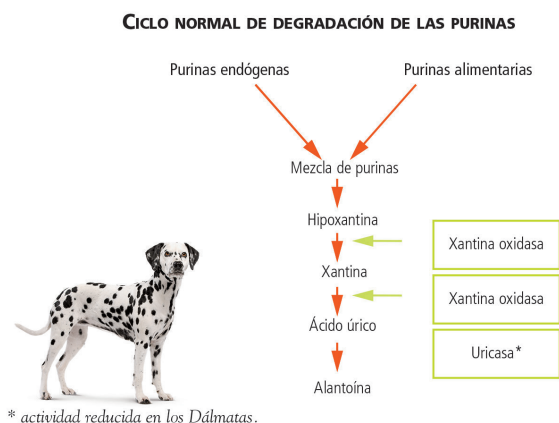 CICLO NORMAL DE DEGRADACIÓN DE LAS PURINAS
Purinas endógenas
Purinas alimentarias
Mezcla de purinas
Hipoxantina
Xantina oxidasa
Xantina
Xantina oxidasa
Ácido úrico
Uricasa*
Alantoína
* actividad reducida en los Dálmatas.